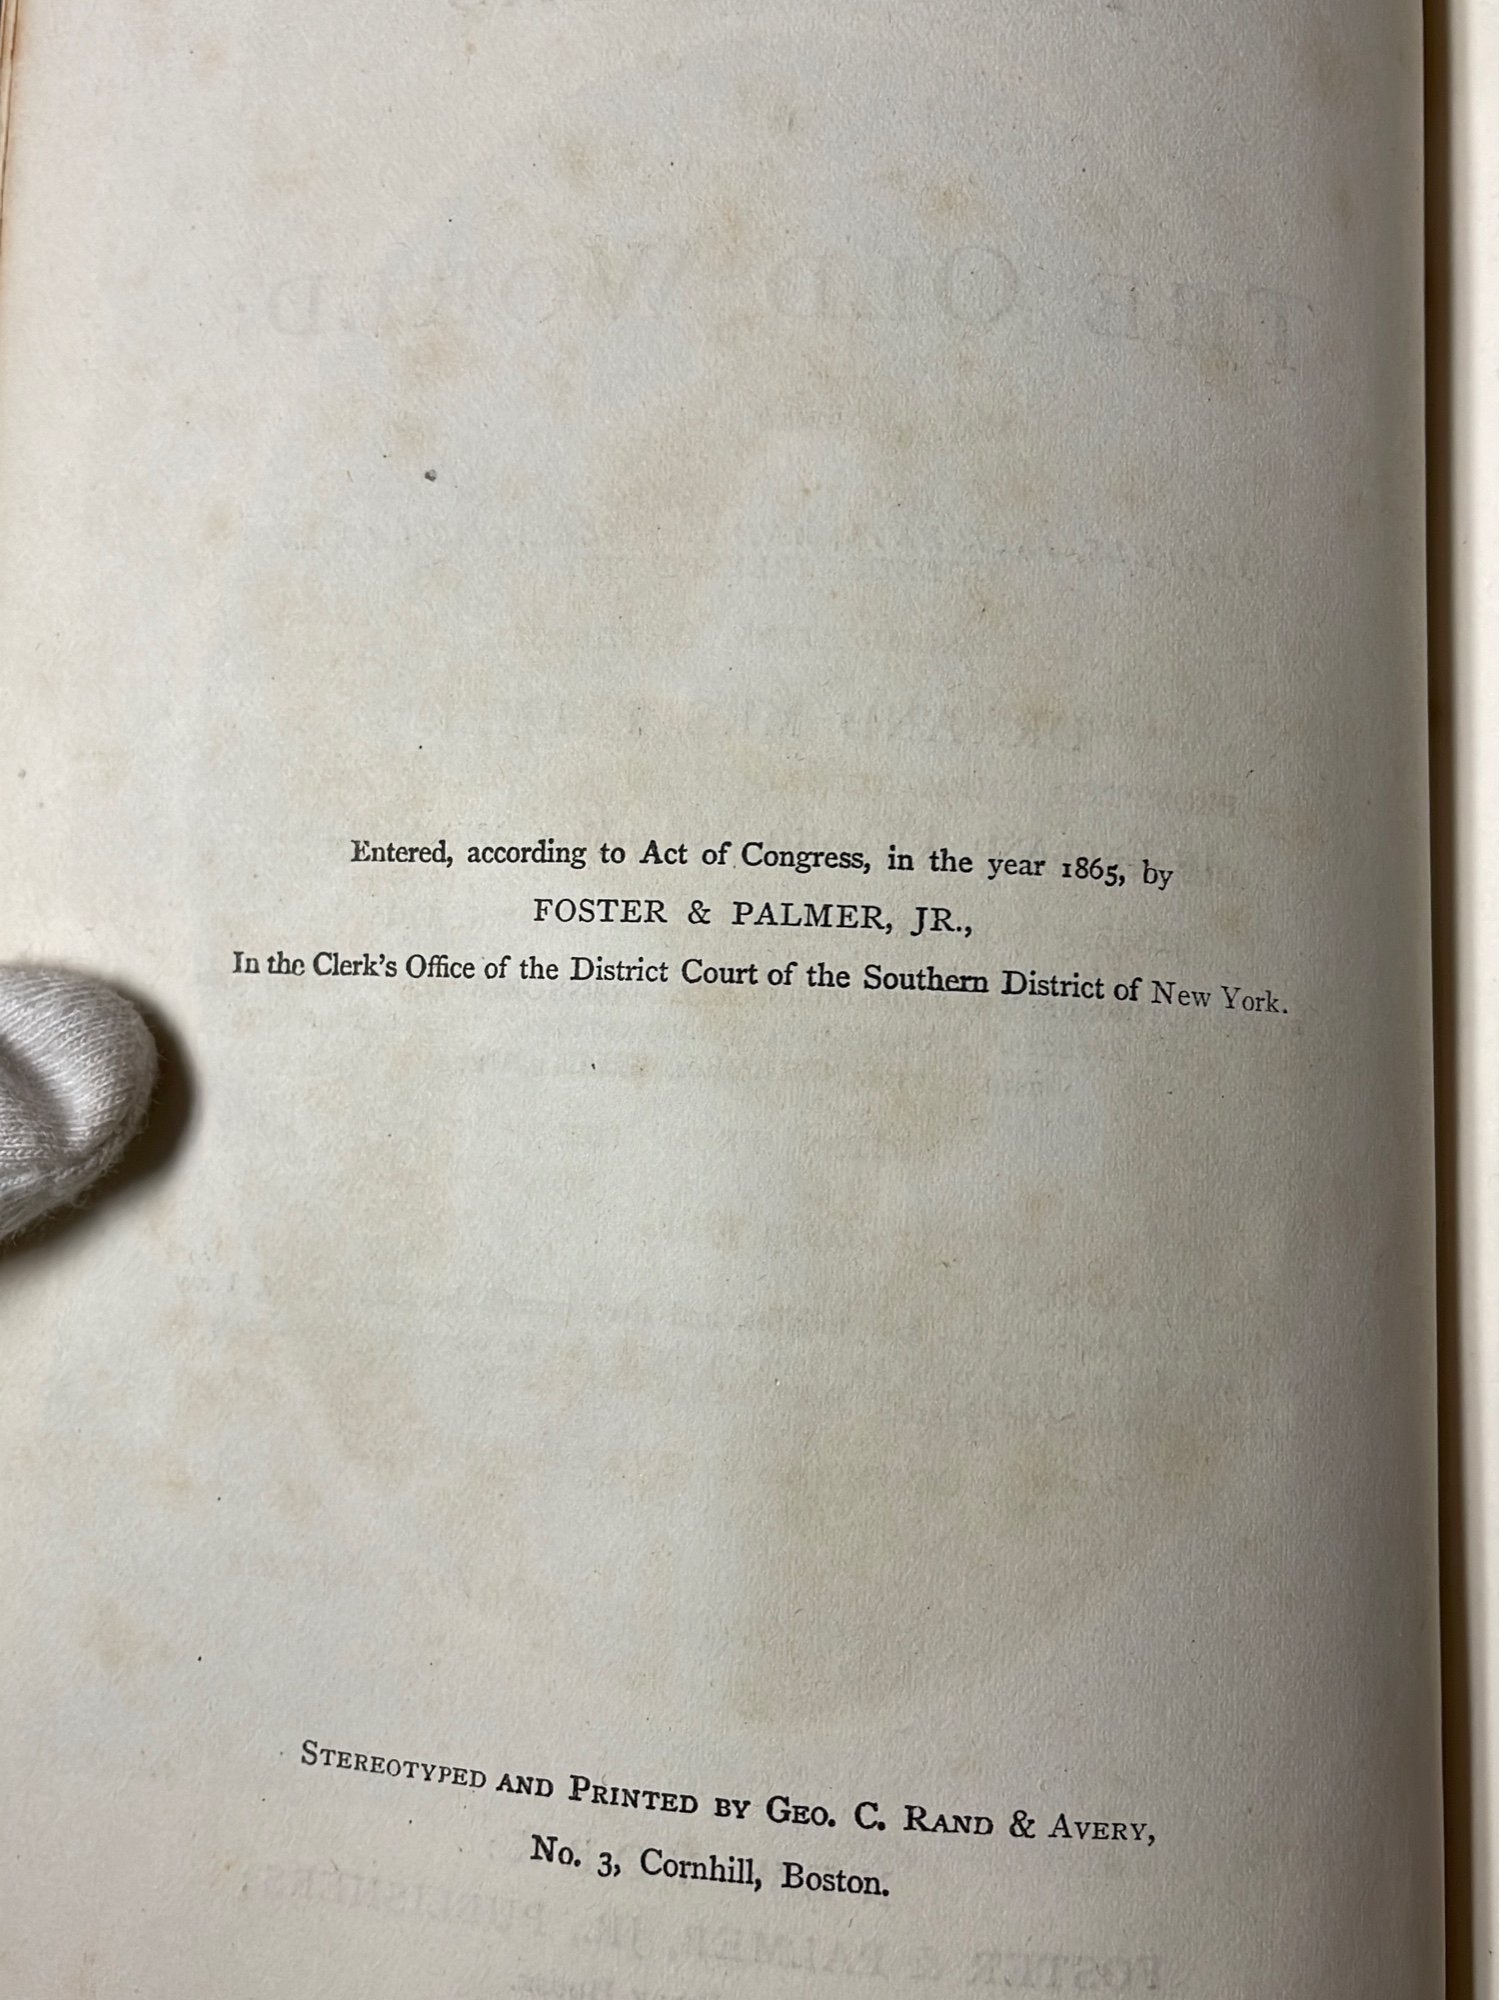 Entered, according to Act of Congress, in the year 1865, by
FOSTER & PALMER, JR.,
In the Clerk's Office of the District Court of the Southern District of New York.
STEREOTYPED AND PRINTED BY GEO. C. RAND & AVERY,
No. 3, Cornhill, Boston.